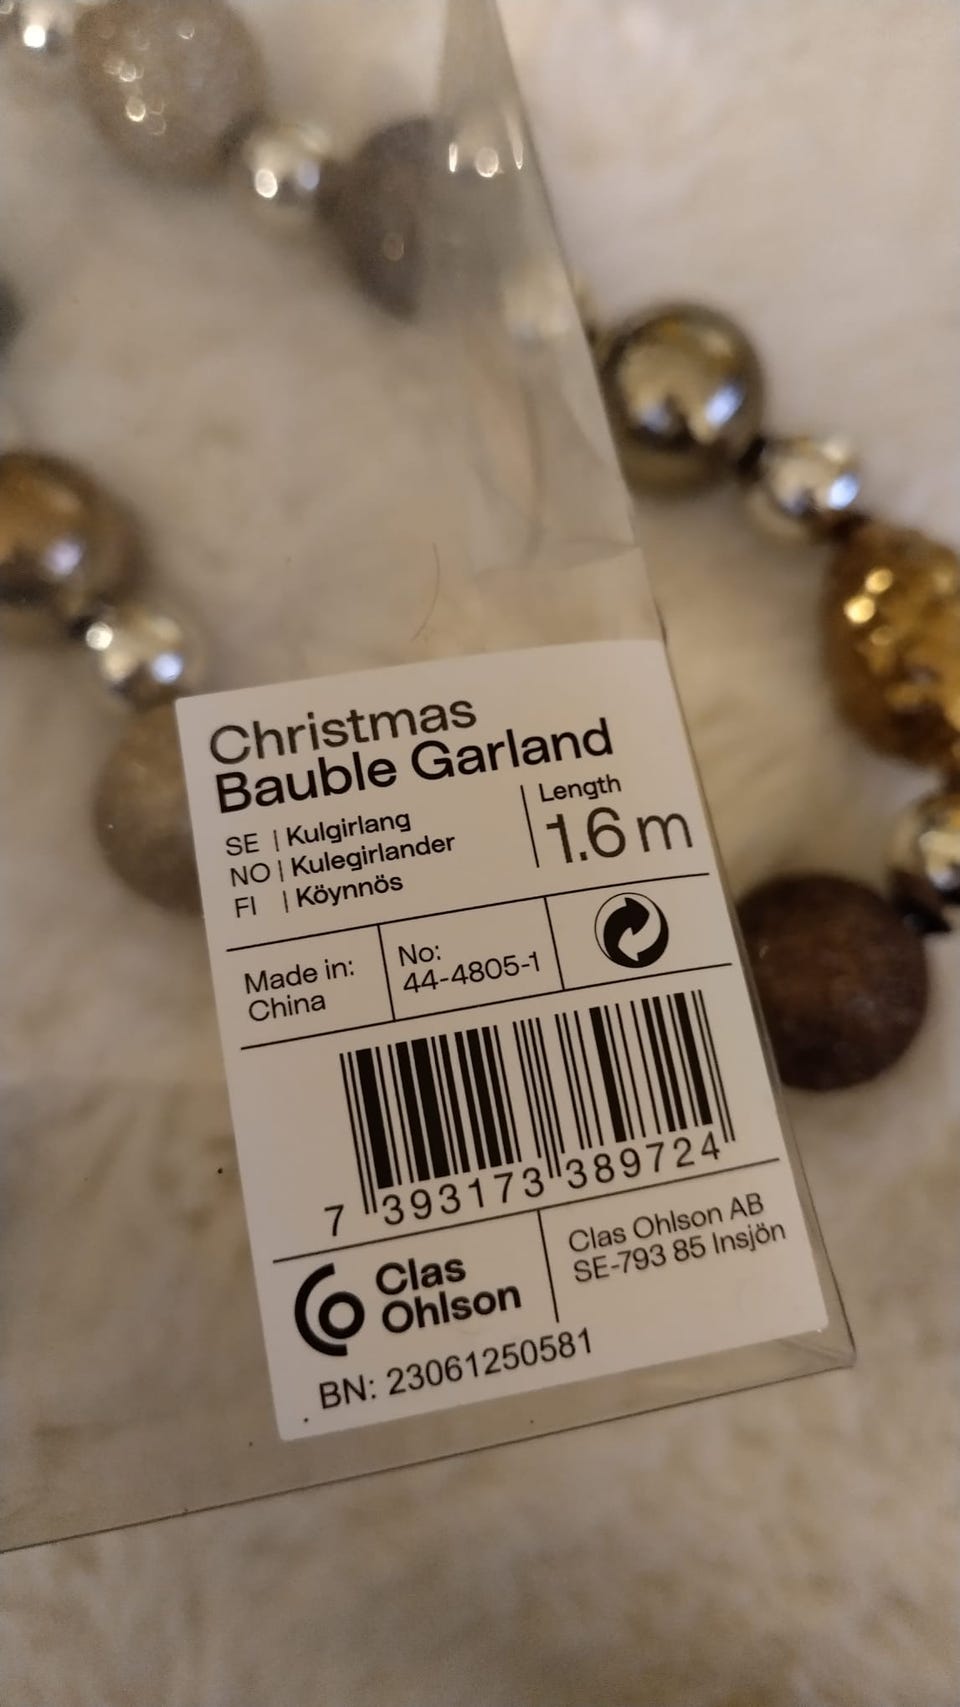 Christmas
Bauble Garland
SE | Kulgirlang
NO | Kulegirlander
FI | Köynnös
Length
1.6 m
Made in:
China
No:
44-4805-1
7 393173 389724
Clas
Ohlson
Clas Ohlson AB
SE-793 85 Insjön
BN: 23061250581